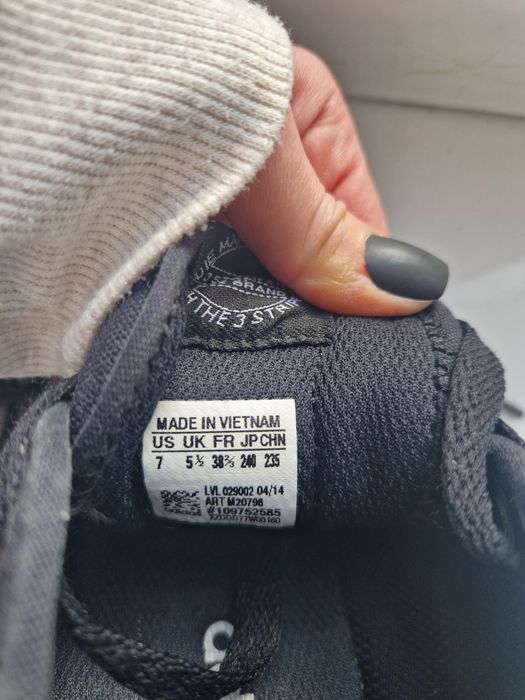 THE 3 STRI
MADE IN VIETNAM
US UK FR JP CHN
7 5½ 38⅔ 240 235
LVL 029002 04/14
ART M20796
#109752585